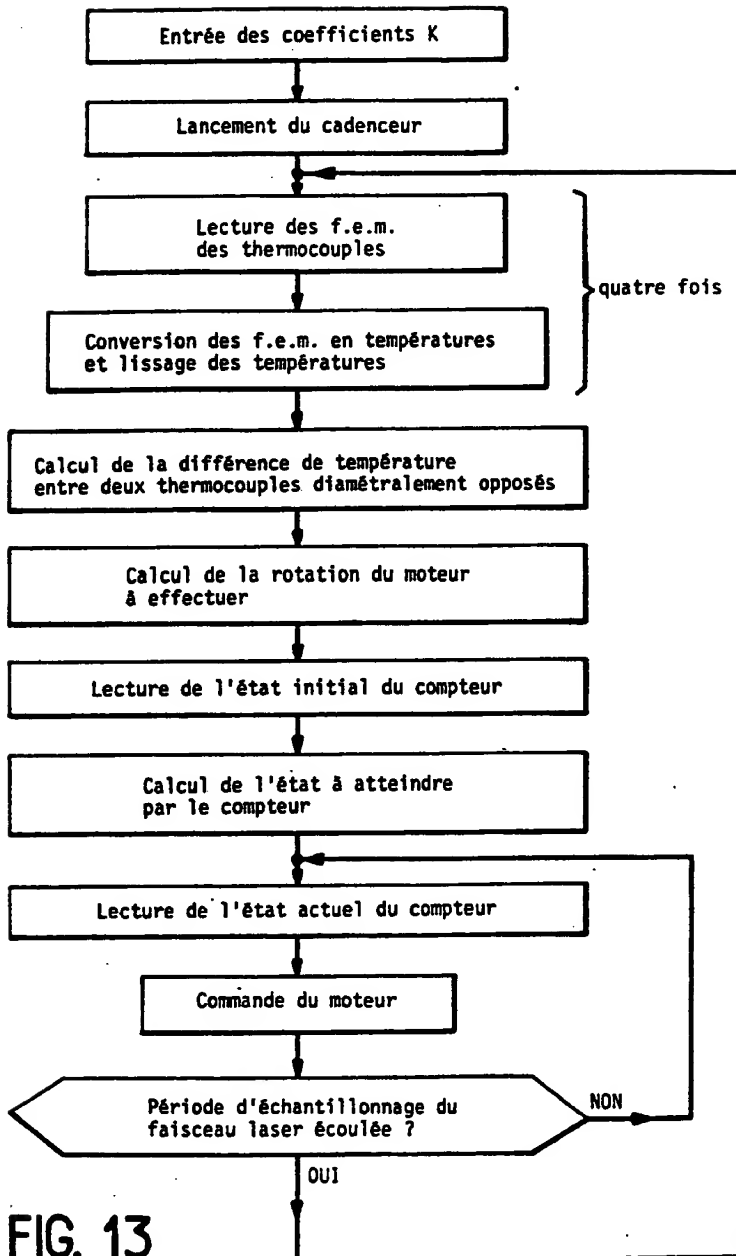 Entrée des coefficients K
Lancement du cadenceur
Lecture des f.e.m.
des thermocouples
quatre fois
Conversion des f.e.m. en températures
et lissage des températures
Calcul de la différence de température
entre deux thermocouples diamétralement opposés
Calcul de la rotation du moteur
à effectuer
Lecture de l'état initial du compteur
Calcul de l'état à atteindre
par le compteur
Lecture de l'état actuel du compteur
Commande du moteur
Période d'échantillonnage du
faisceau laser écoulée ?
NON
OUI
FIG. 13